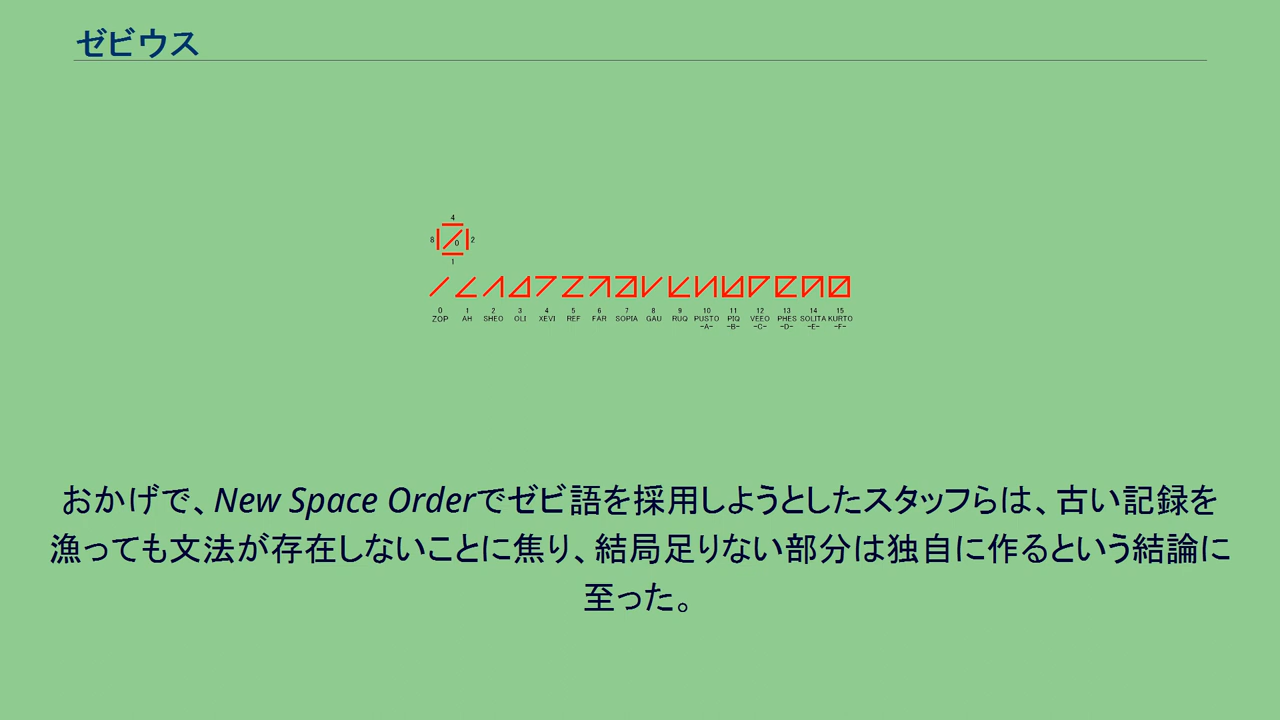 ゼビウス
4
8 0 2
1
0 1 2 3 4 5 6 7 8 9 10 11 12 13 14 15
ZOP AH SHEO OLI XEVI REF FAR SOPIA GAU RUQ PUSTO PIQ VEEO PHES SOLITA KURTO
-A- -B- -C- -D- -E- -F-
おかげで、New Space Orderでゼビ語を採用しようとしたスタッフらは、古い記録を
漁っても文法が存在しないことに焦り、結局足りない部分は独自に作るという結論に
至った。